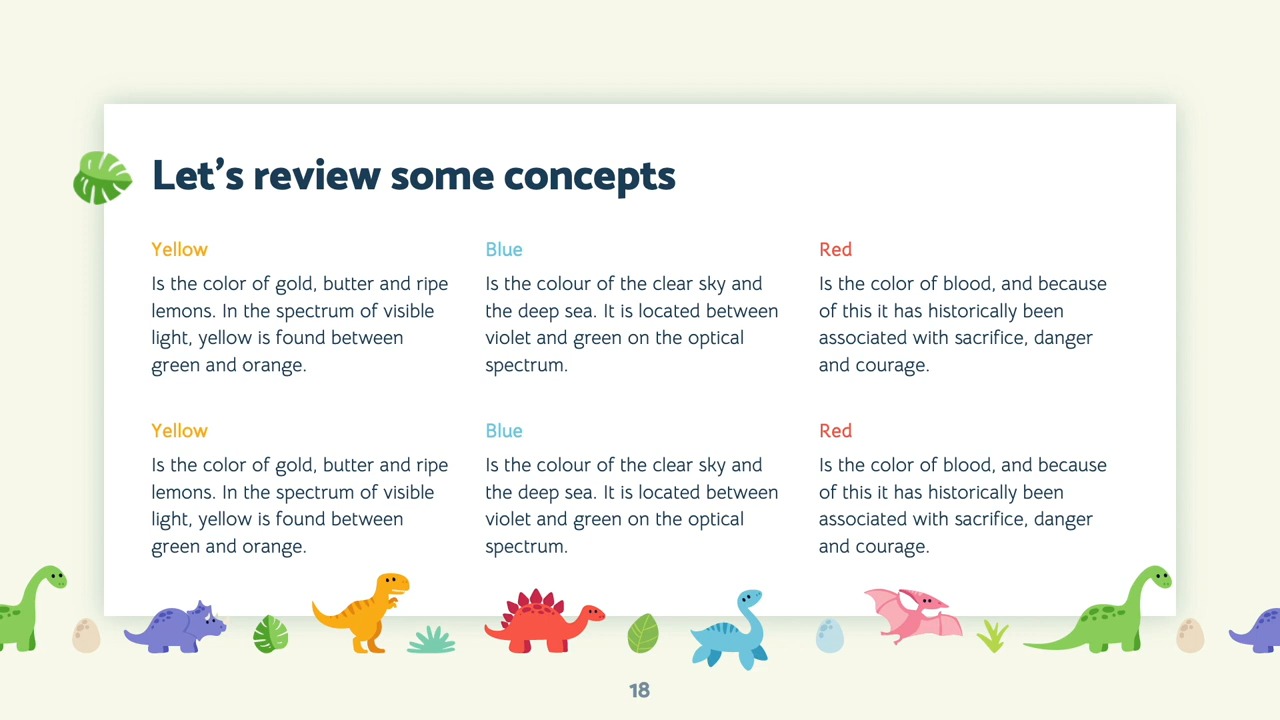 Let's review some concepts
Yellow
Is the color of gold, butter and ripe
lemons. In the spectrum of visible
light, yellow is found between
green and orange.
Blue
Is the colour of the clear sky and
the deep sea. It is located between
violet and green on the optical
spectrum.
Red
Is the color of blood, and because
of this it has historically been
associated with sacrifice, danger
and courage.
Yellow
Is the color of gold, butter and ripe
lemons. In the spectrum of visible
light, yellow is found between
green and orange.
Blue
Is the colour of the clear sky and
the deep sea. It is located between
violet and green on the optical
spectrum.
Red
Is the color of blood, and because
of this it has historically been
associated with sacrifice, danger
and courage.
18